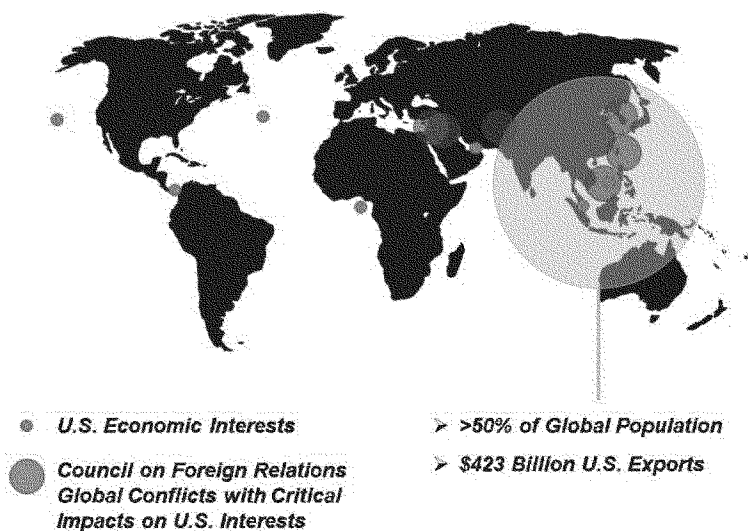 U.S. Economic Interests
Council on Foreign Relations
Global Conflicts with Critical
Impacts on U.S. Interests
➢ >50% of Global Population
➢ $423 Billion U.S. Exports